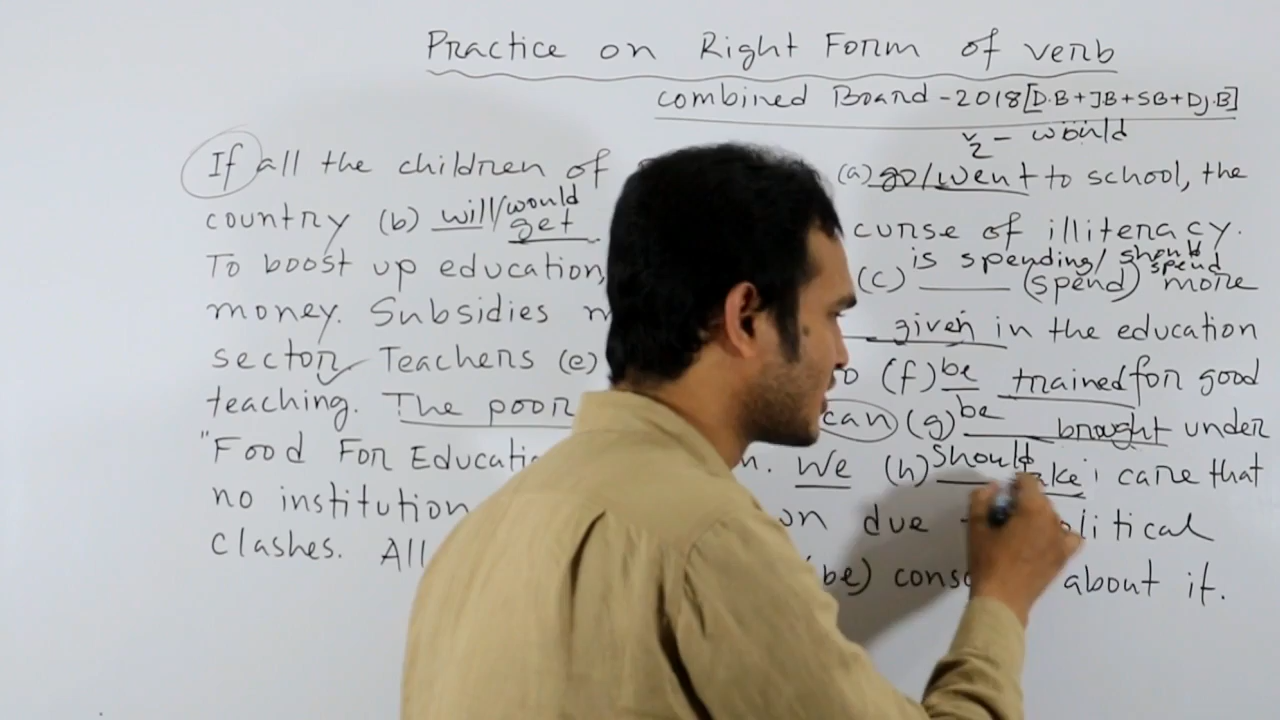 Practice on Right Form of verb
Combined Board - 2018 [D.B + JB + SB + Dj.B]
V2 - would
If all the children of (a) go/went to school, the
country (b) will/would get curse of illiteracy.
To boost up education, (c) is spending/should spend (spend) more
money. Subsidies given in the education
sector. Teachers (e) (f) be trained for good
teaching. The poor can (g) be brought under
"Food For We (h) should take care that
no institution due political
clashes. All (be) about it.